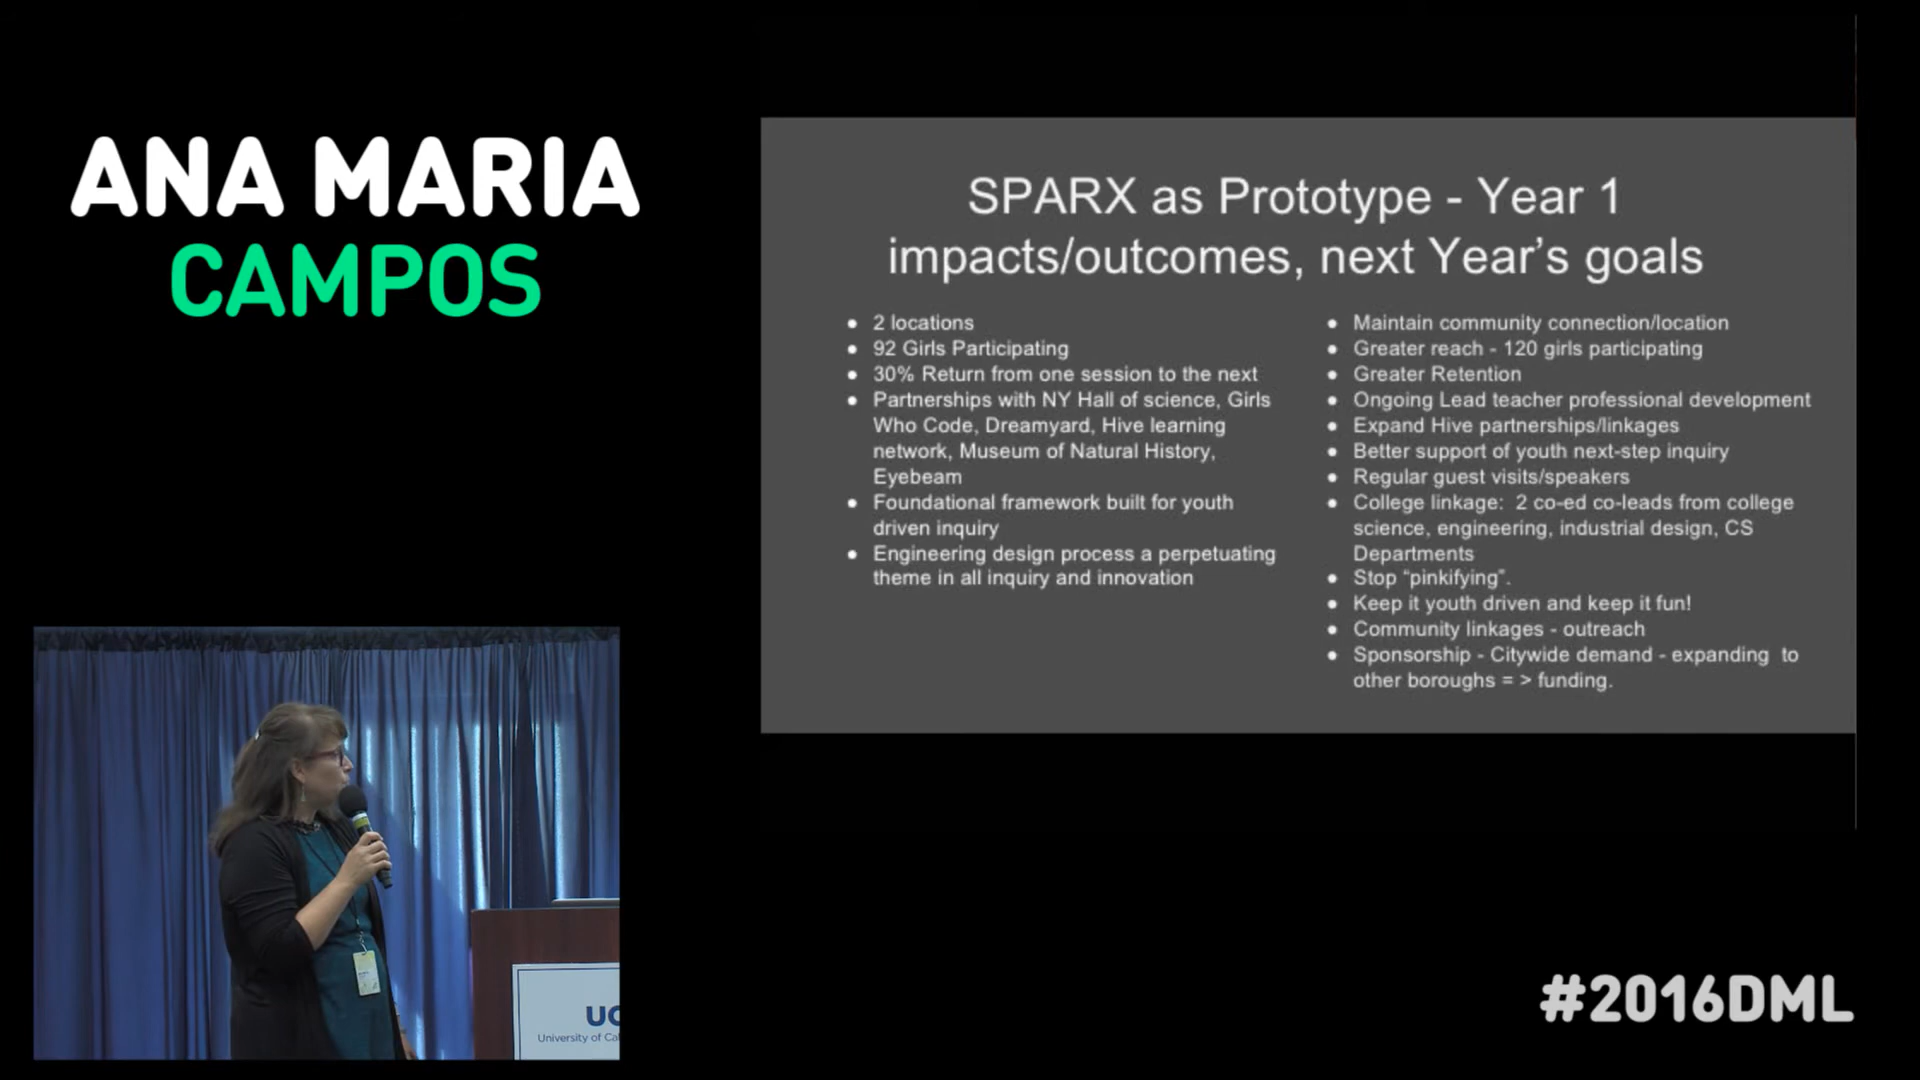 ANA MARIA
CAMPOS
SPARX as Prototype - Year 1
impacts/outcomes, next Year's goals
● 2 locations
● 92 Girls Participating
● 30% Return from one session to the next
● Partnerships with NY Hall of science, Girls
Who Code, Dreamyard, Hive learning
network, Museum of Natural History,
Eyebeam
● Foundational framework built for youth
driven inquiry
● Engineering design process a perpetuating
theme in all inquiry and innovation
● Maintain community connection/location
● Greater reach - 120 girls participating
● Greater Retention
● Ongoing Lead teacher professional development
● Expand Hive partnerships/linkages
● Better support of youth next-step inquiry
● Regular guest visits/speakers
● College linkage:  2 co-ed co-leads from college
science, engineering, industrial design, CS
Departments
● Stop “pinkifying”.
● Keep it youth driven and keep it fun!
● Community linkages - outreach
● Sponsorship - Citywide demand - expanding  to
other boroughs = > funding.
UC
University of Ca
#2016DML